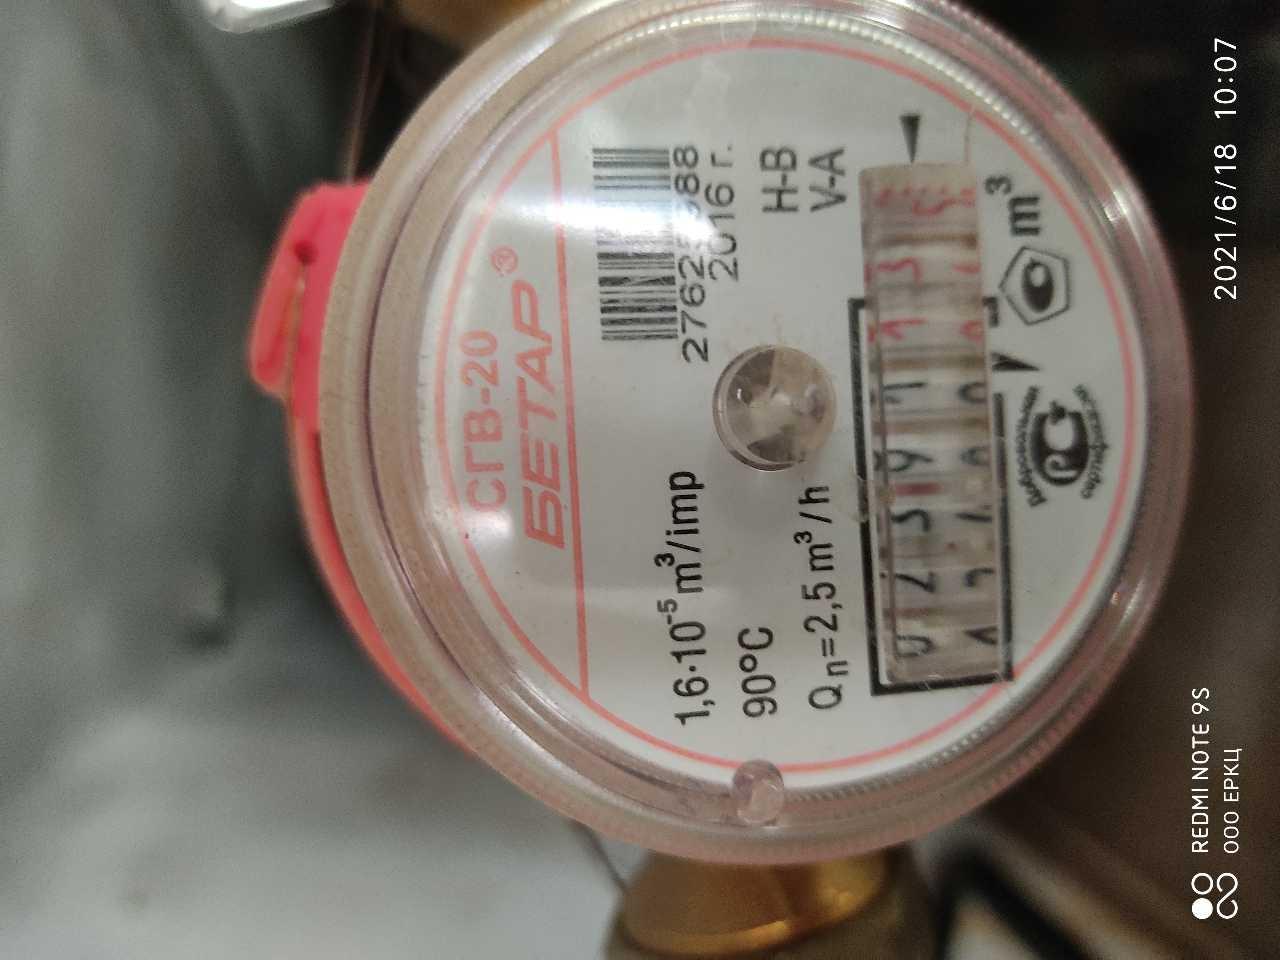 СГВ-20
БЕТАР®
2016 г.
1,6·10⁻⁵ m³/imp
90°C
H-B
Qn=2,5 m³/h
V-A
m³
2021/6/18 10:07
REDMI NOTE 9S
ООО ЕРКЦ